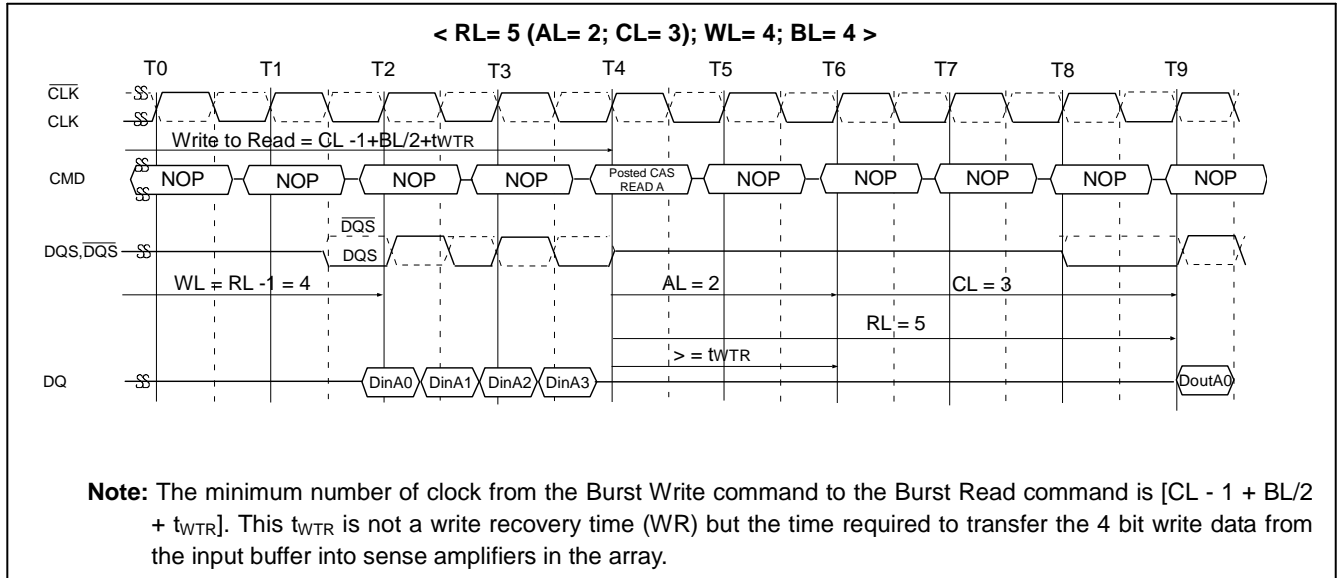 < RL= 5 (AL= 2; CL= 3); WL= 4; BL= 4 >
T0 T1 T2 T3 T4 T5 T6 T7 T8 T9
CLK
CLK
Write to Read = CL -1+BL/2+tWTR
CMD NOP NOP NOP NOP Posted CAS READ A NOP NOP NOP NOP NOP
DQS
DQS,DQS DQS
WL = RL -1 = 4 AL = 2 CL = 3
RL = 5
> = tWTR
DQ DinA0 DinA1 DinA2 DinA3 DoutA0
Note: The minimum number of clock from the Burst Write command to the Burst Read command is [CL - 1 + BL/2
+ tWTR]. This tWTR is not a write recovery time (WR) but the time required to transfer the 4 bit write data from
the input buffer into sense amplifiers in the array.